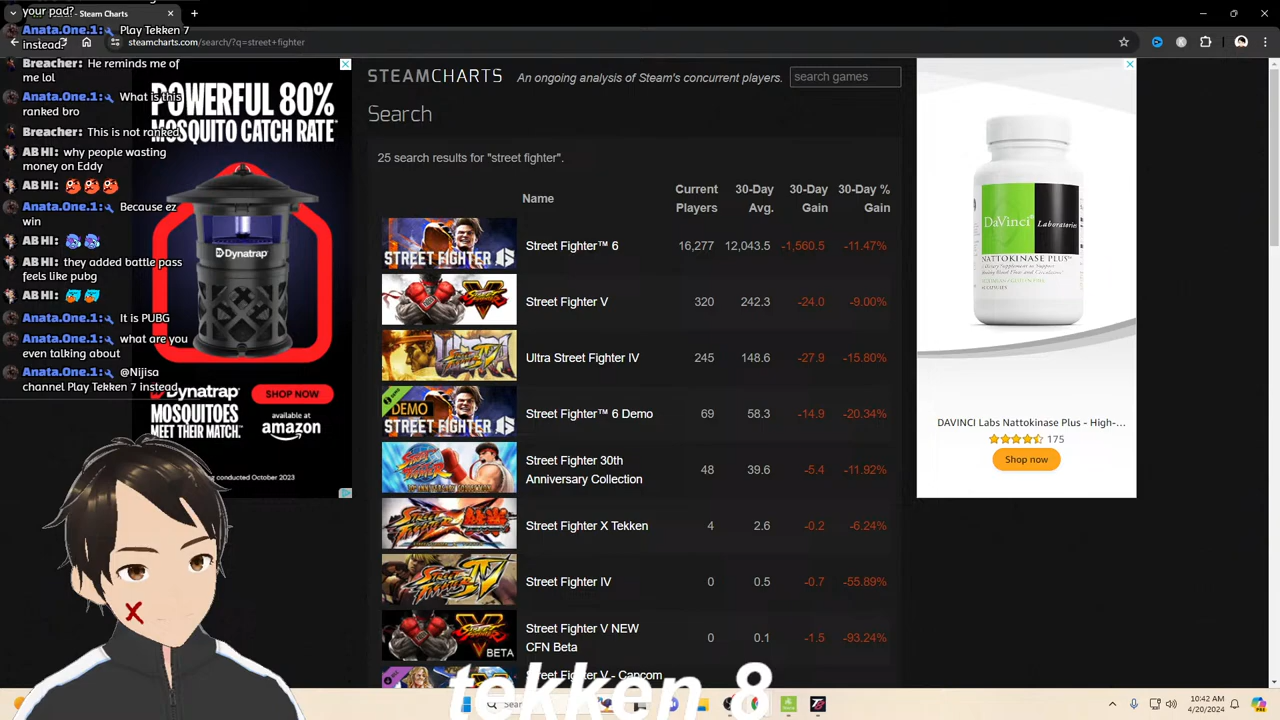 your pad?
Anata.One.1: Play Tekken 7
instead.
Breacher: He reminds me of
me lol
Anata.One.1: What is this
ranked bro
Breacher: This is not ranked
AB HI: why people wasting
money on Eddy
AB HI:
Anata.One.1: Because ez
win
AB HI:
AB HI: they added battle pass
feels like pubg
AB HI:
Anata.One.1: It is PUBG
Anata.One.1: what are you
even talking about
Anata.One.1: @Nijisa
channel Play Tekken 7 instead
- Steam Charts
steamcharts.com/search/?q=street+fighter
POWERFUL 80%
MOSQUITO CATCH RATE*
Dynatrap
Dynatrap
SHOP NOW
MOSQUITOES
MEET THEIR MATCH.
available at
amazon
conducted October 2023
STEAMCHARTS An ongoing analysis of Steam's concurrent players. search games
Search
25 search results for "street fighter".
Name Current Players 30-Day Avg. 30-Day Gain 30-Day % Gain
STREET FIGHTER 6 Street Fighter™ 6 16,277 12,043.5 -1,560.5 -11.47%
Street Fighter V 320 242.3 -24.0 -9.00%
Ultra Street Fighter IV 245 148.6 -27.9 -15.80%
DEMO STREET FIGHTER 6 Street Fighter™ 6 Demo 69 58.3 -14.9 -20.34%
Street Fighter 30th
Anniversary Collection 48 39.6 -5.4 -11.92%
Street Fighter X Tekken 4 2.6 -0.2 -6.24%
Street Fighter IV 0 0.5 -0.7 -55.89%
BETA Street Fighter V NEW
CFN Beta 0 0.1 -1.5 -93.24%
Street Fighter V - Capcom
DaVinci Laboratories
NATTOKINASE PLUS™
DAVINCI Labs Nattokinase Plus - High-...
175
Shop now
tekken 8
10:42 AM
4/20/2024